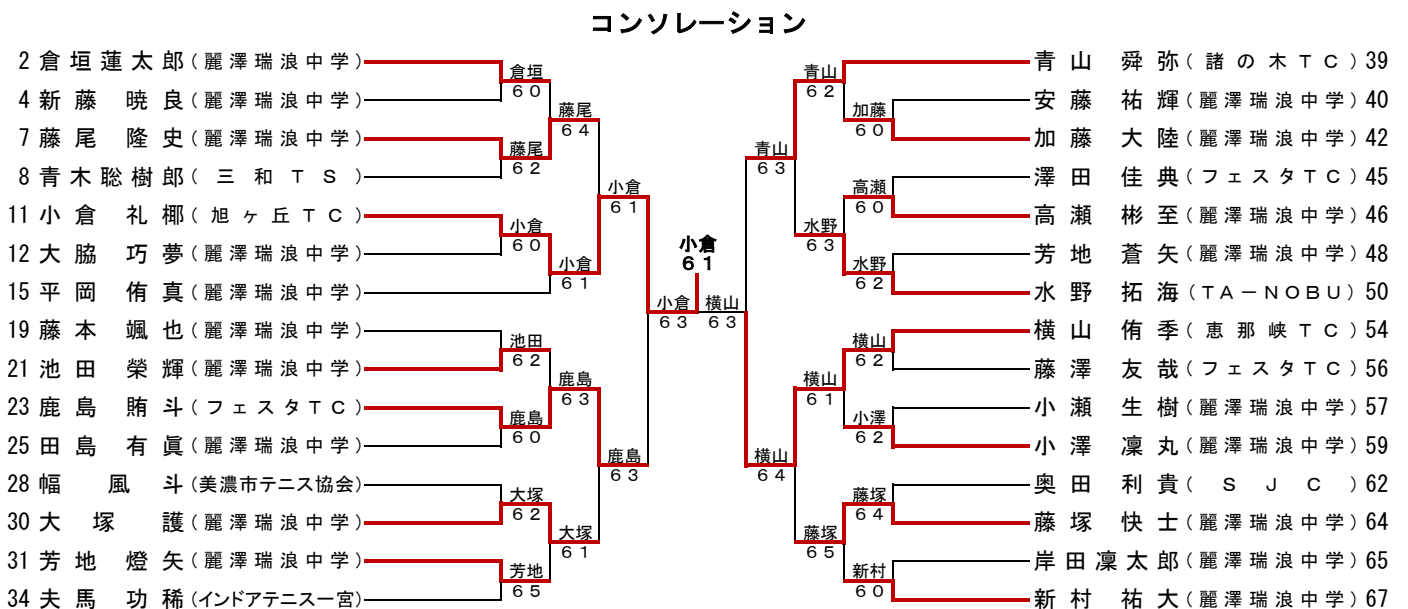 コンソレーション
2 倉垣蓮太郎(麗澤瑞浪中学)
4 新藤 暁良(麗澤瑞浪中学)
7 藤尾 隆史(麗澤瑞浪中学)
8 青木聡樹郎(三和TS)
11 小倉 礼椰(旭ヶ丘TC)
12 大脇 巧夢(麗澤瑞浪中学)
15 平岡 侑真(麗澤瑞浪中学)
19 藤本 颯也(麗澤瑞浪中学)
21 池田 榮輝(麗澤瑞浪中学)
23 鹿島 賄斗(フェスタTC)
25 田島 有眞(麗澤瑞浪中学)
28 幅 風斗(美濃市テニス協会)
30 大塚 護(麗澤瑞浪中学)
31 芳地 燈矢(麗澤瑞浪中学)
34 夫馬 功稀(インドアテニス一宮)
倉垣
60
藤尾
62
小倉
60
池田
62
鹿島
60
大塚
62
芳地
65
藤尾
64
小倉
61
鹿島
63
大塚
61
小倉
61
鹿島
63
小倉
63
小倉
61
横山
63
青山
63
横山
64
青山
62
水野
63
横山
61
藤塚
65
加藤
60
高瀬
60
水野
62
横山
62
小澤
62
藤塚
64
新村
60
青山 舜弥(諸の木TC)39
安藤 祐輝(麗澤瑞浪中学)40
加藤 大陸(麗澤瑞浪中学)42
澤田 佳典(フェスタTC)45
高瀬 彬至(麗澤瑞浪中学)46
芳地 蒼矢(麗澤瑞浪中学)48
水野 拓海(TA-NOBU)50
横山 侑季(恵那峡TC)54
藤澤 友哉(フェスタTC)56
小瀬 生樹(麗澤瑞浪中学)57
小澤 凜丸(麗澤瑞浪中学)59
奥田 利貴(SJC)62
藤塚 快士(麗澤瑞浪中学)64
岸田凜太郎(麗澤瑞浪中学)65
新村 祐大(麗澤瑞浪中学)67